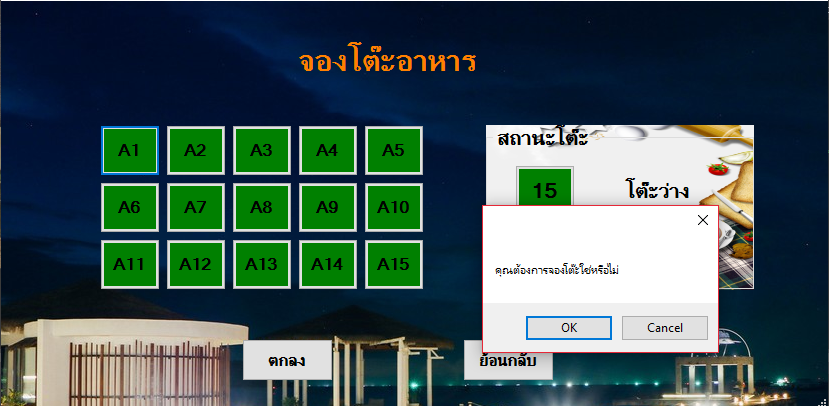 จองโต๊ะอาหาร
สถานะโต๊ะ
A1 A2 A3 A4 A5
15 โต๊ะว่าง
A6 A7 A8 A9 A10
A11 A12 A13 A14 A15
คุณต้องการจองโต๊ะใช่หรือไม่
OK Cancel
ตกลง ย้อนกลับ